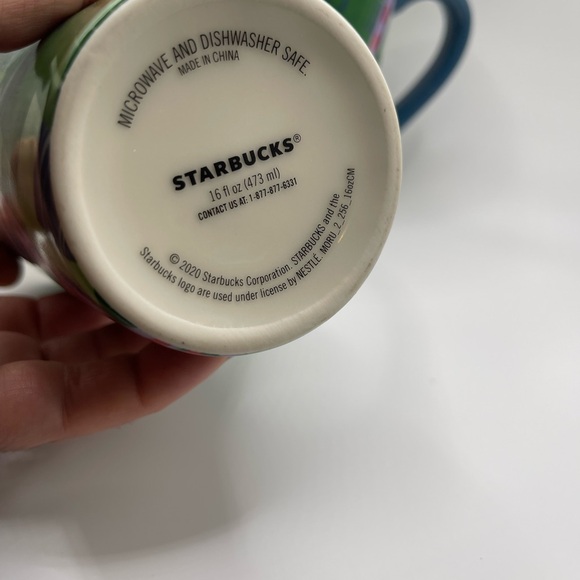 MICROWAVE AND DISHWASHER SAFE.
MADE IN CHINA
STARBUCKS®
16 fl oz (473 ml)
CONTACT US AT: 1-877-877-6331
© 2020 Starbucks Corporation. STARBUCKS and the
Starbucks logo are used under license by NESTLE. MORU_2_256_16ozCM